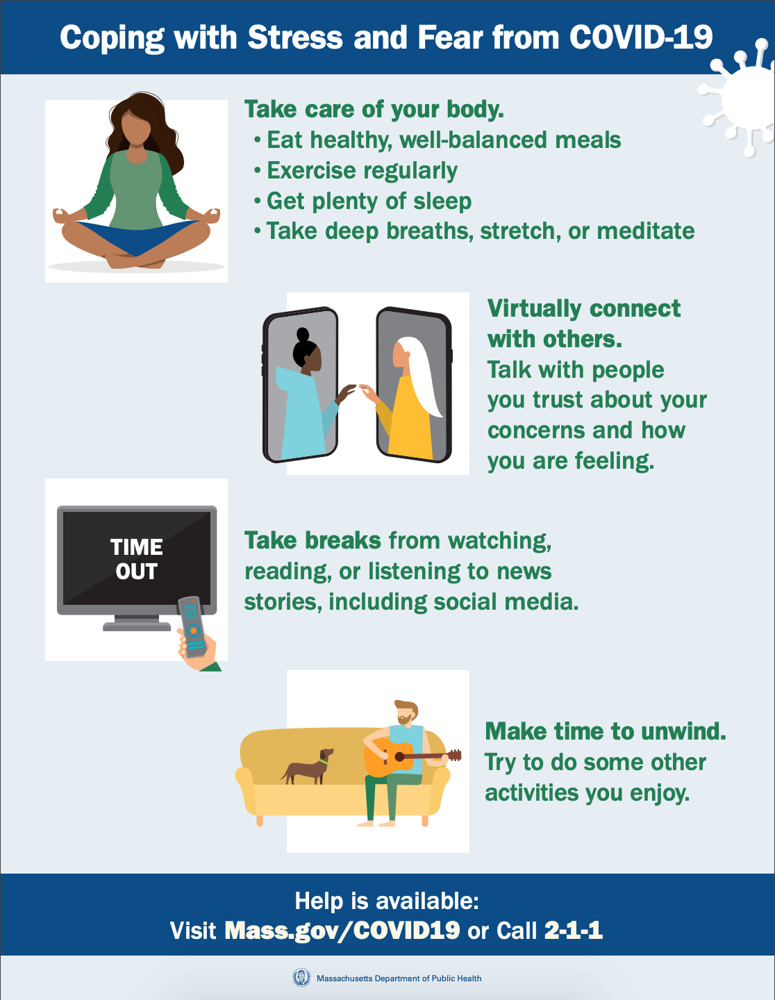 Coping with Stress and Fear from COVID-19
Take care of your body.
• Eat healthy, well-balanced meals
• Exercise regularly
• Get plenty of sleep
• Take deep breaths, stretch, or meditate
Virtually connect
with others.
Talk with people
you trust about your
concerns and how
you are feeling.
TIME
OUT
Take breaks from watching,
reading, or listening to news
stories, including social media.
Make time to unwind.
Try to do some other
activities you enjoy.
Help is available:
Visit Mass.gov/COVID19 or Call 2-1-1
Massachusetts Department of Public Health